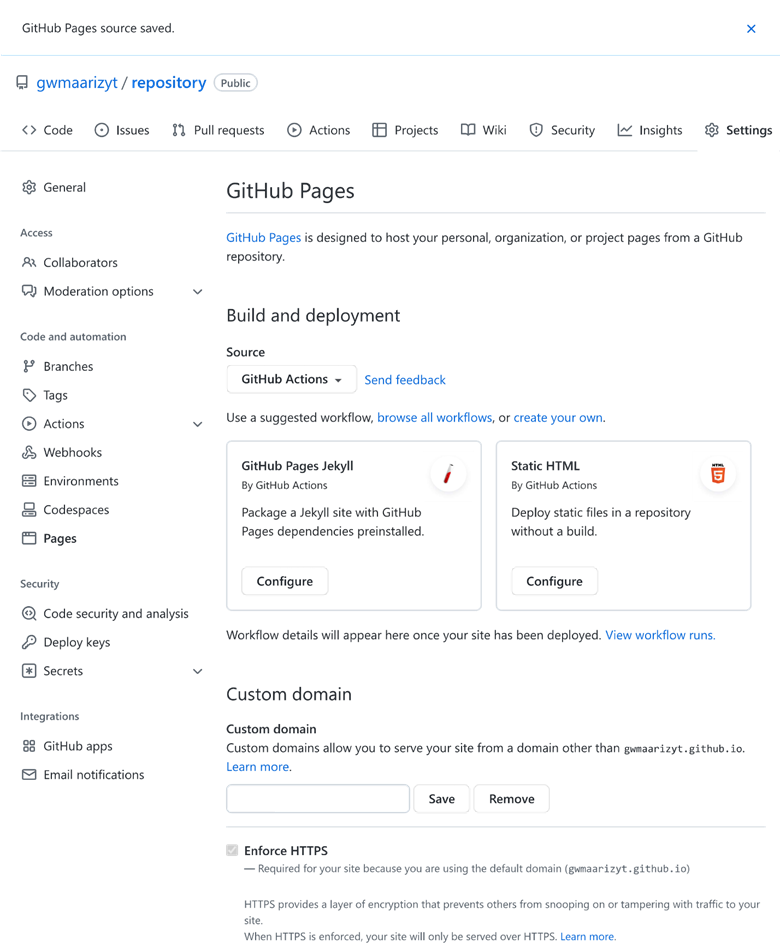 GitHub Pages source saved.
gwmaarizyt / repository Public
Code Issues Pull requests Actions Projects Wiki Security Insights Settings
General
Access
Collaborators
Moderation options
Code and automation
Branches
Tags
Actions
Webhooks
Environments
Codespaces
Pages
Security
Code security and analysis
Deploy keys
Secrets
Integrations
GitHub apps
Email notifications
GitHub Pages
GitHub Pages is designed to host your personal, organization, or project pages from a GitHub
repository.
Build and deployment
Source
GitHub Actions Send feedback
Use a suggested workflow, browse all workflows, or create your own.
GitHub Pages Jekyll
By GitHub Actions
Package a Jekyll site with GitHub
Pages dependencies preinstalled.
Configure
Static HTML
By GitHub Actions
Deploy static files in a repository
without a build.
Configure
HTML
5
Workflow details will appear here once your site has been deployed. View workflow runs.
Custom domain
Custom domain
Custom domains allow you to serve your site from a domain other than gwmaarizyt.github.io.
Learn more.
Save Remove
Enforce HTTPS
— Required for your site because you are using the default domain (gwmaarizyt.github.io)
HTTPS provides a layer of encryption that prevents others from snooping on or tampering with traffic to your
site.
When HTTPS is enforced, your site will only be served over HTTPS. Learn more.